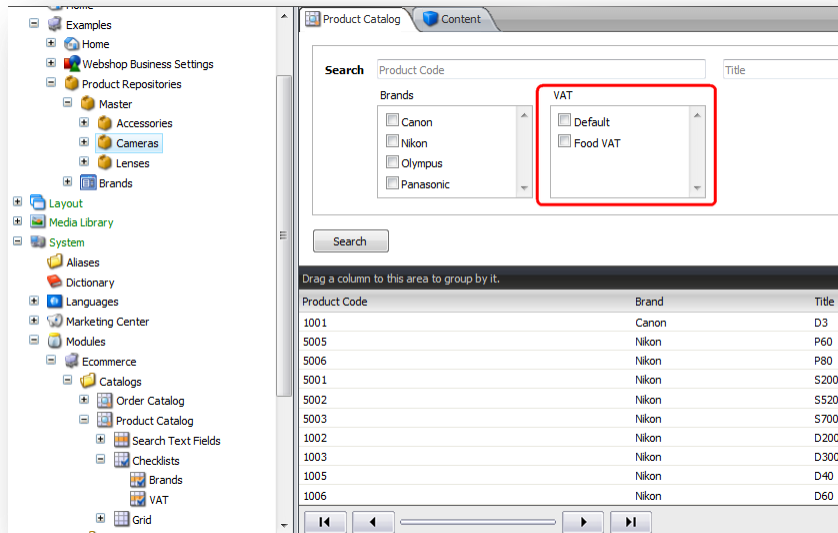 Home
Examples
Home
Webshop Business Settings
Product Repositories
Master
Accessories
Cameras
Lenses
Brands
Layout
Media Library
System
Aliases
Dictionary
Languages
Marketing Center
Modules
Ecommerce
Catalogs
Order Catalog
Product Catalog
Search Text Fields
Checklists
Brands
VAT
Grid
Product Catalog Content
Search Product Code Title
Brands VAT
Canon Default
Nikon Food VAT
Olympus
Panasonic
Search
Drag a column to this area to group by it.
Product Code Brand Title
1001 Canon D3
5005 Nikon P60
5006 Nikon P80
5001 Nikon S200
5002 Nikon S520
5003 Nikon S700
1002 Nikon D200
1003 Nikon D300
1005 Nikon D40
1006 Nikon D60